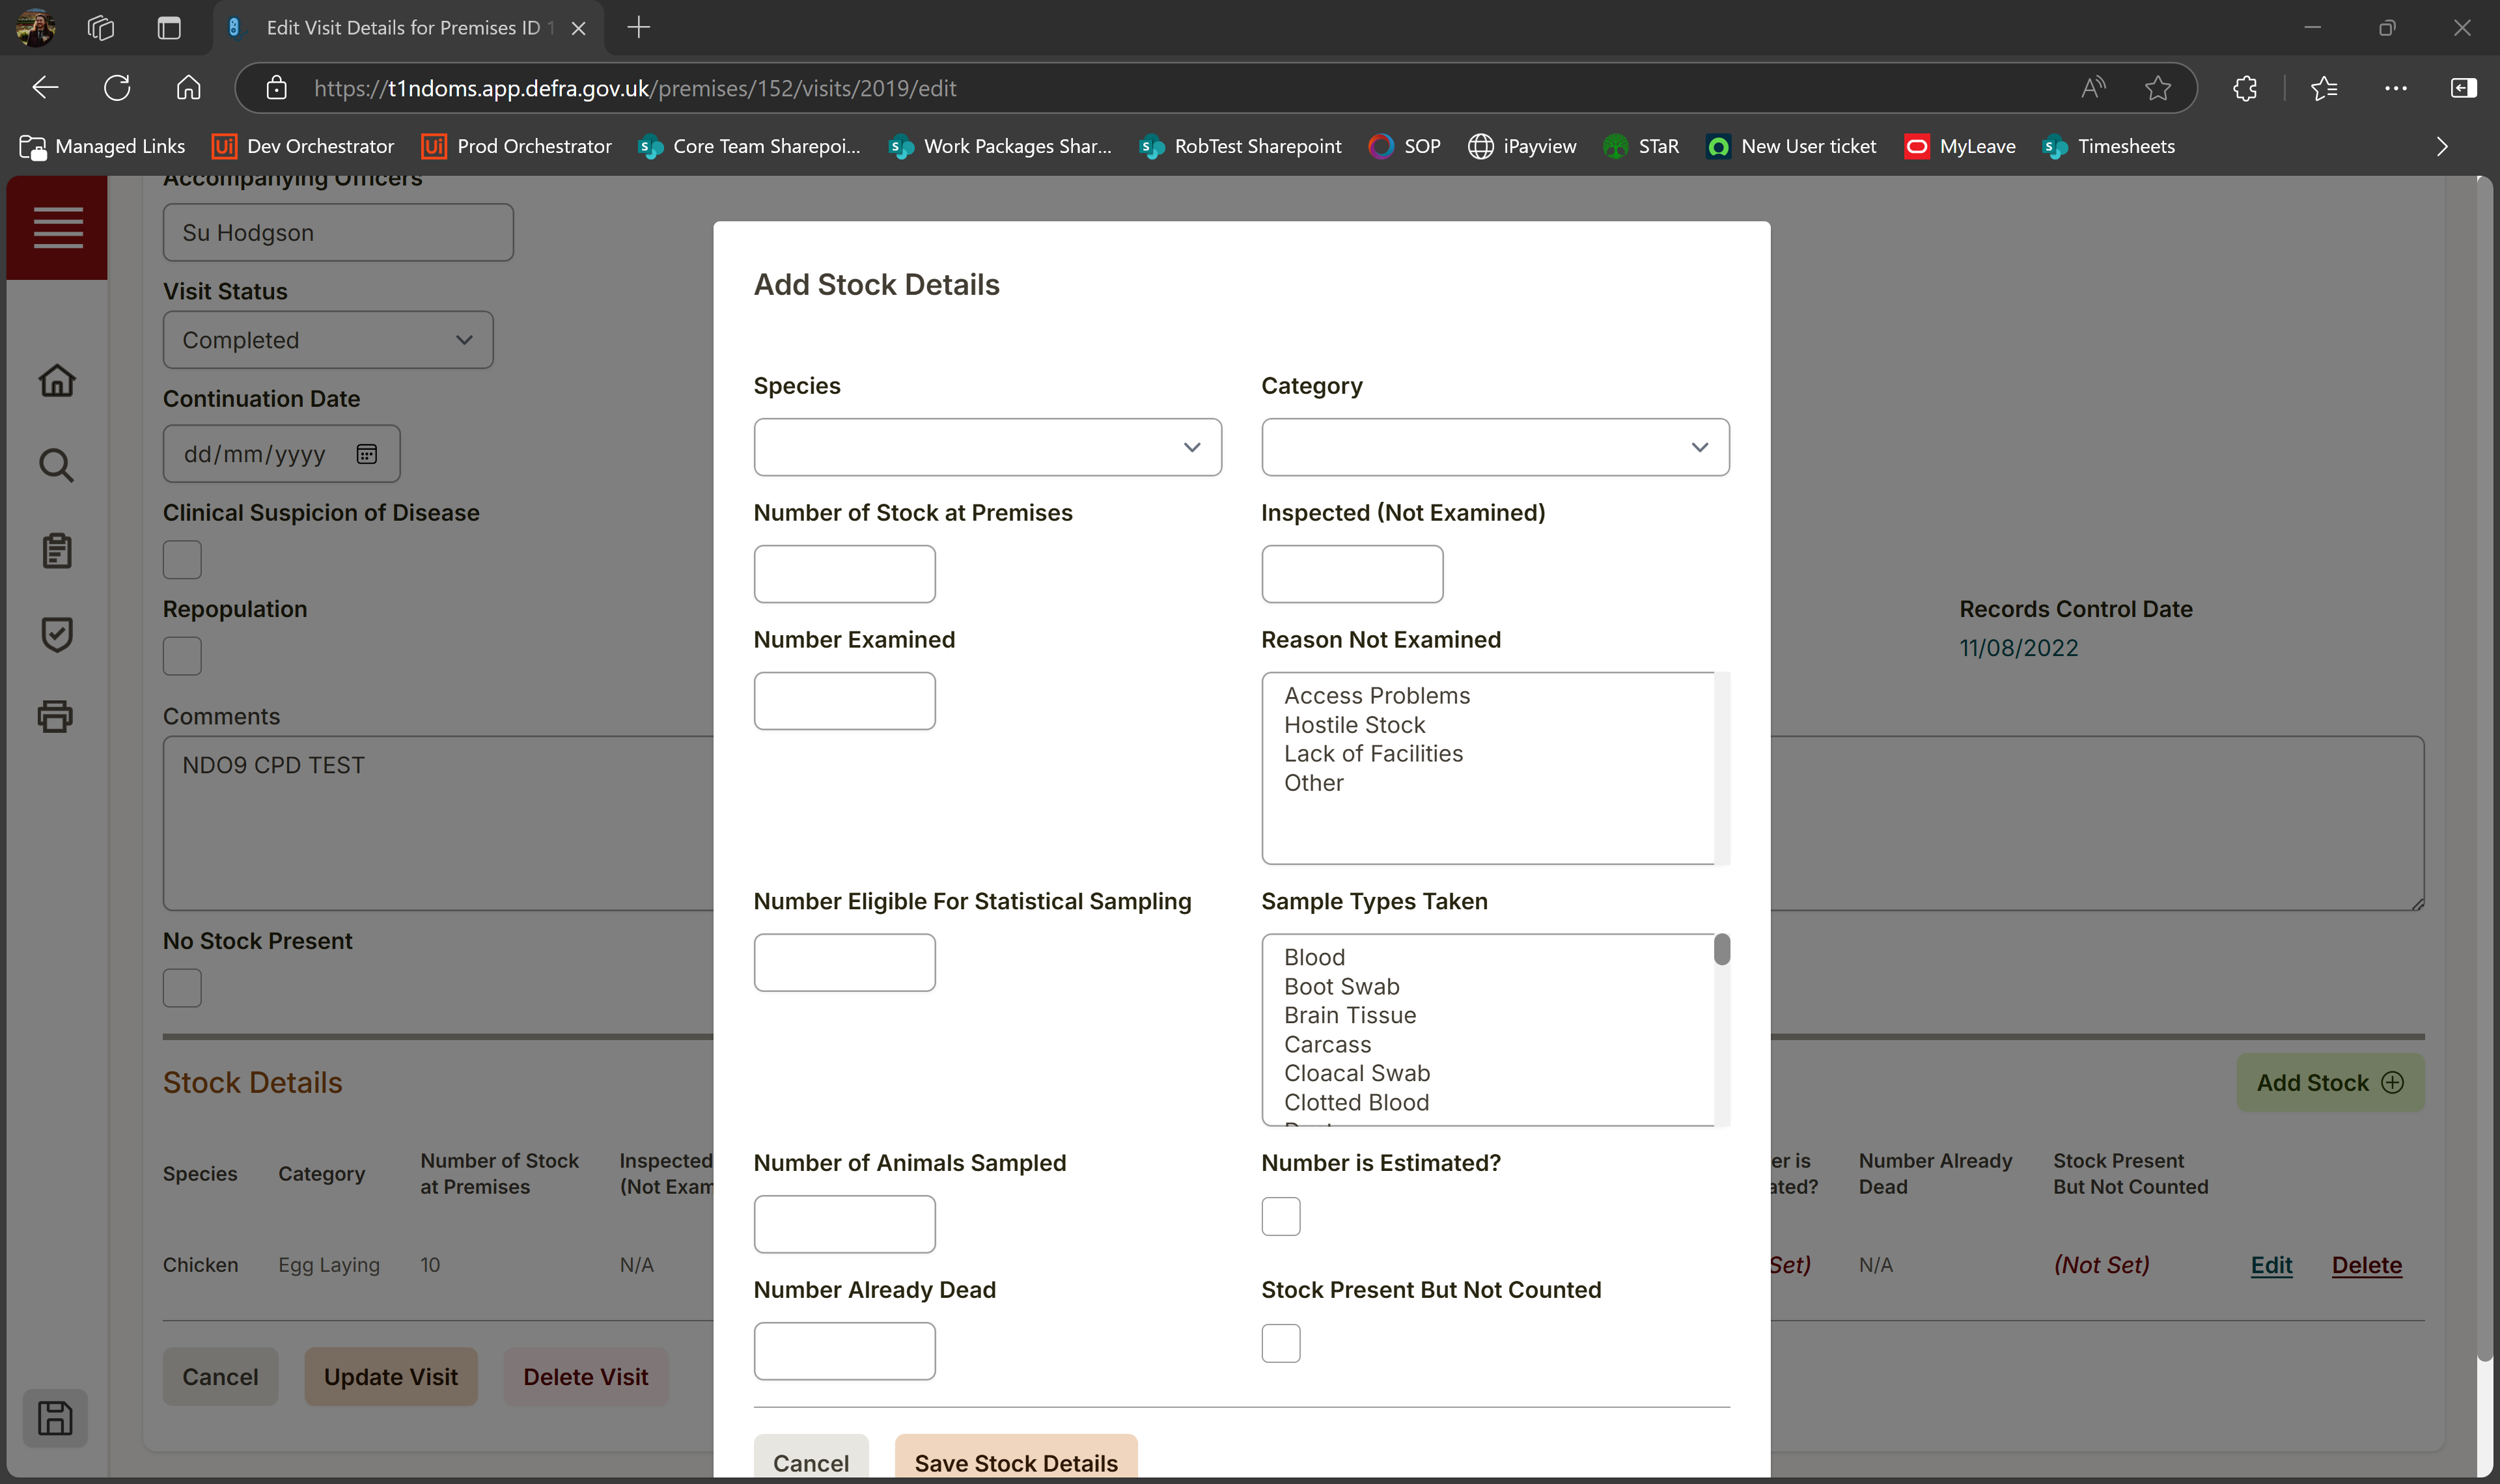 Edit Visit Details for Premises ID 1
https://t1ndoms.app.defra.gov.uk/premises/152/visits/2019/edit
Managed Links
Dev Orchestrator
Prod Orchestrator
Core Team Sharepoi...
Work Packages Shar...
RobTest Sharepoint
SOP
iPayview
STaR
New User ticket
MyLeave
Timesheets
Accompanying Officers
Su Hodgson
Visit Status
Completed
Continuation Date
dd/mm/yyyy
Clinical Suspicion of Disease
Repopulation
Records Control Date
11/08/2022
Comments
NDO9 CPD TEST
No Stock Present
Stock Details
Add Stock
Species
Category
Number of Stock
at Premises
Inspected
(Not Exam
er is
ated?
Number Already
Dead
Stock Present
But Not Counted
Chicken
Egg Laying
10
N/A
Set)
N/A
(Not Set)
Edit
Delete
Cancel
Update Visit
Delete Visit
Add Stock Details
Species
Category
Number of Stock at Premises
Inspected (Not Examined)
Number Examined
Reason Not Examined
Access Problems
Hostile Stock
Lack of Facilities
Other
Number Eligible For Statistical Sampling
Sample Types Taken
Blood
Boot Swab
Brain Tissue
Carcass
Cloacal Swab
Clotted Blood
Number of Animals Sampled
Number is Estimated?
Number Already Dead
Stock Present But Not Counted
Cancel
Save Stock Details